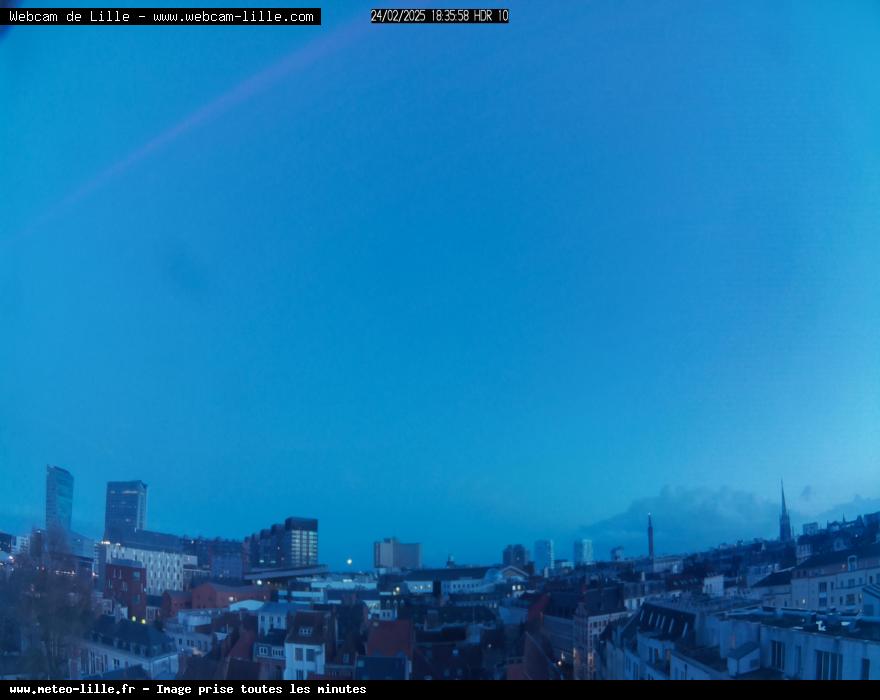 Webcam de Lille - www.webcam-lille.com
24/02/2025 18:35:58 HDR 10
www.meteo-lille.fr - Image prise toutes les minutes